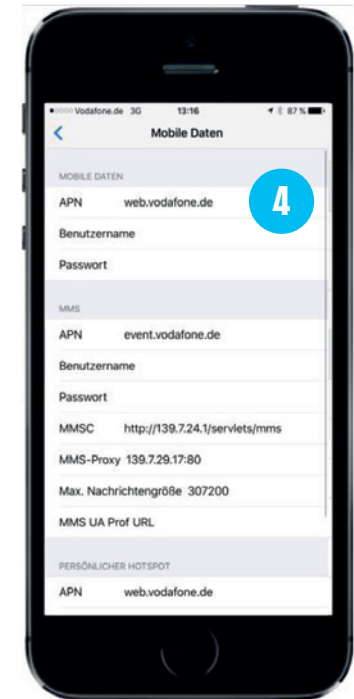 Vodafone.de 3G 13:16 87 %
Mobile Daten
MOBILE DATEN
4
APN web.vodafone.de
Benutzername
Passwort
MMS
APN event.vodafone.de
Benutzername
Passwort
MMSC http://139.7.24.1/servlets/mms
MMS-Proxy 139.7.29.17:80
Max. Nachrichtengröße 307200
MMS UA Prof URL
PERSÖNLICHER HOTSPOT
APN web.vodafone.de